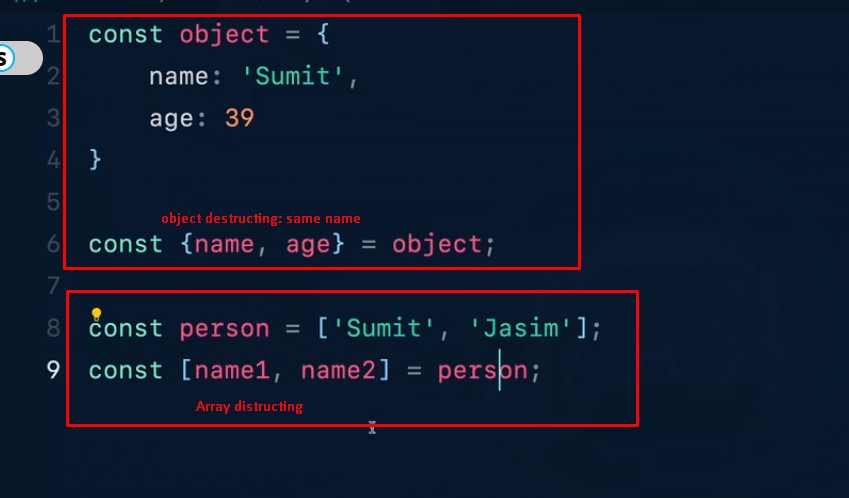 s
1 const object = {
2 name: 'Sumit',
3 age: 39
4 }
5
object destructing: same name
6 const {name, age} = object;
7
8 const person = ['Sumit', 'Jasim'];
9 const [name1, name2] = person;
Array distructing